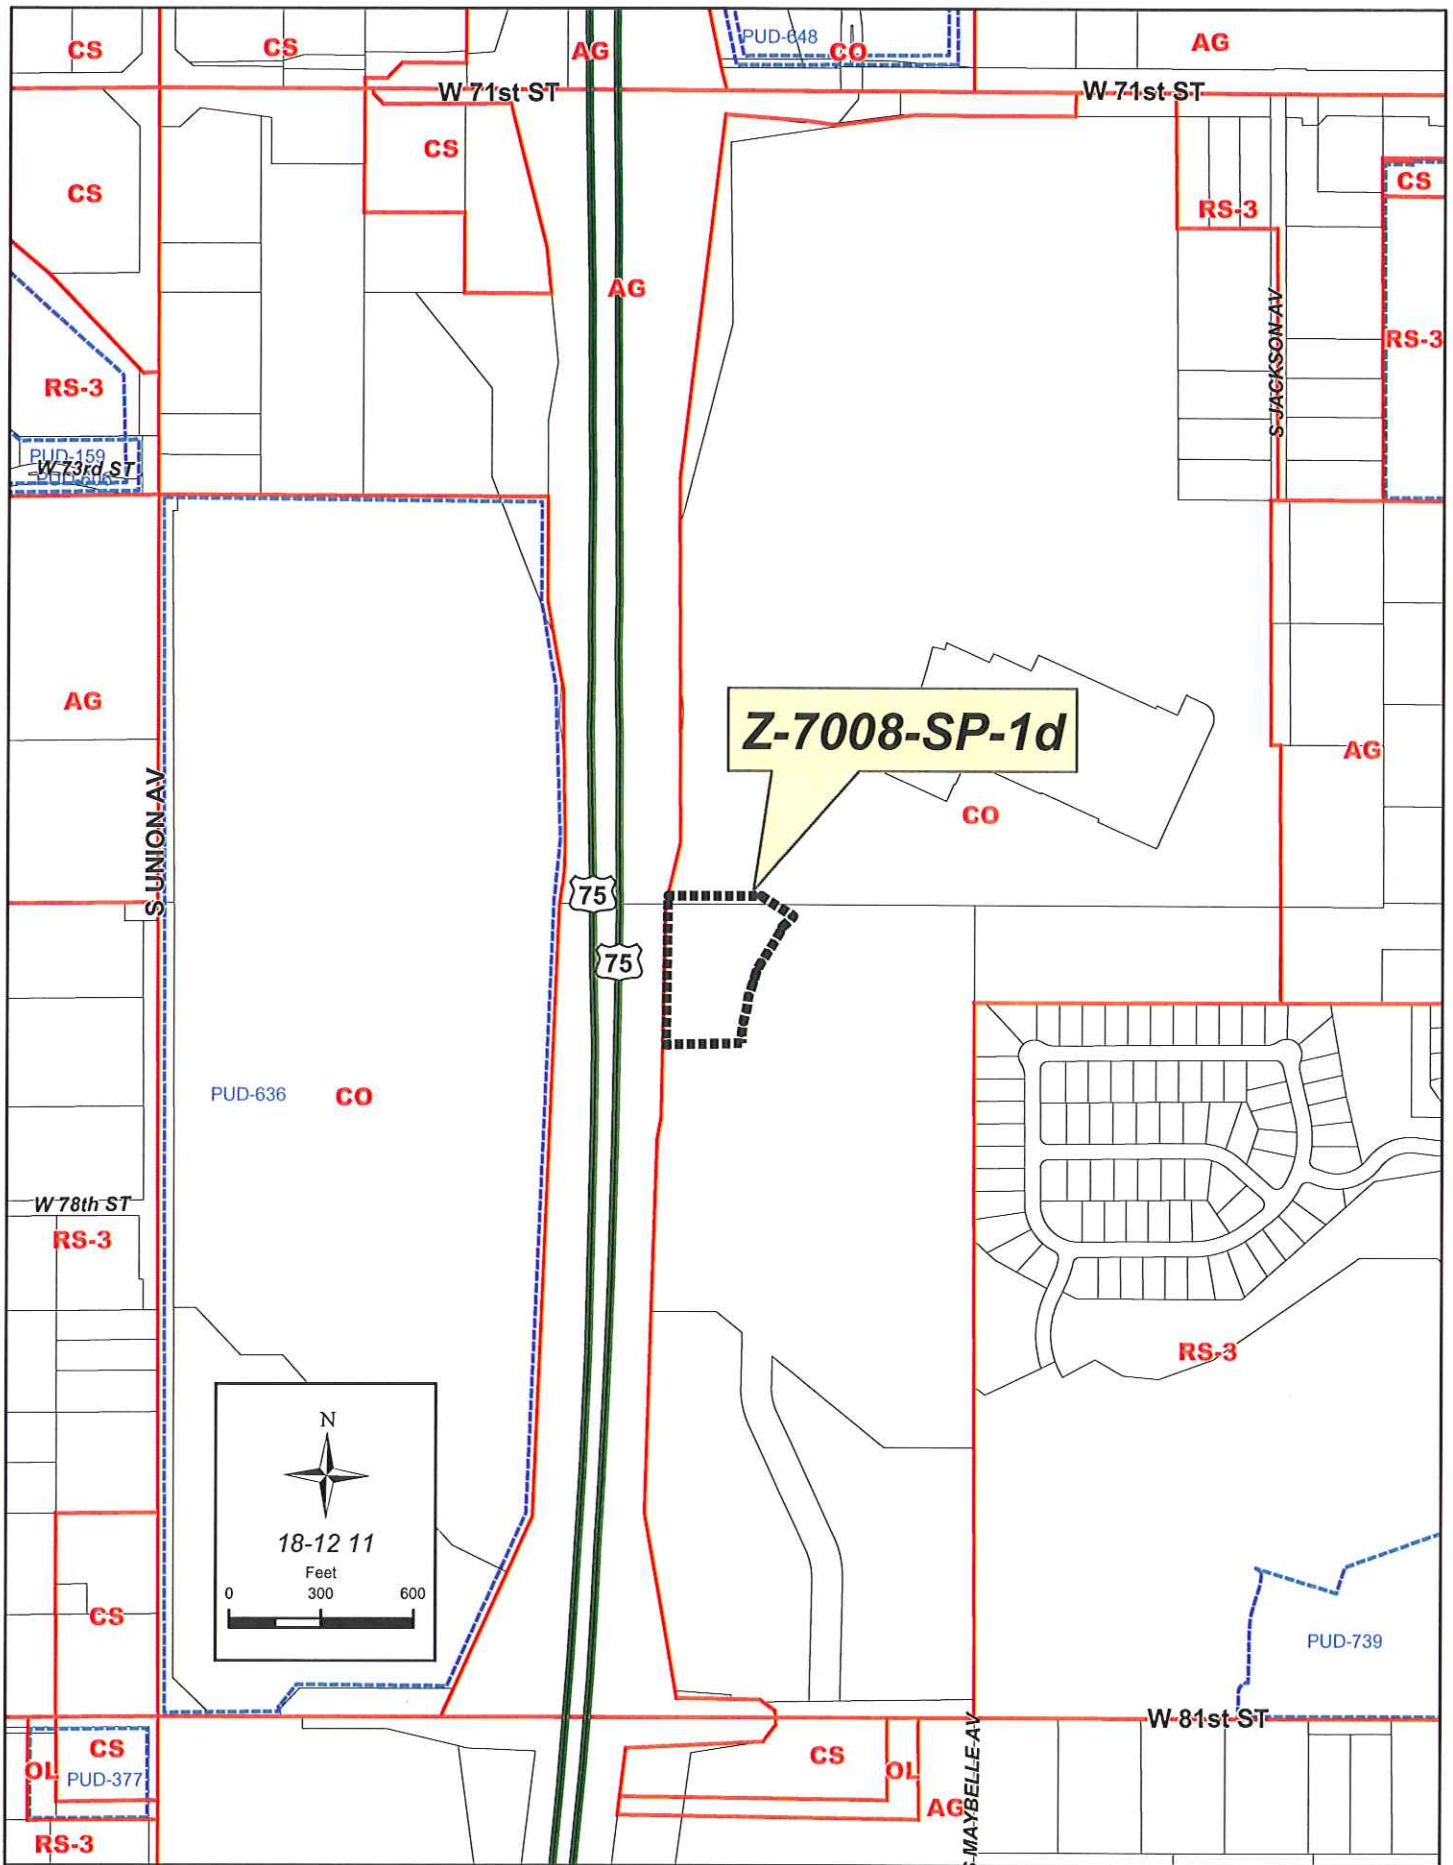 PUD-648
CS
CS
AG
CO
AG
W 71st ST
W 71st ST
CS
CS
CS
RS-3
AG
S JACKSON AV
RS-3
RS-3
PUD-159
W 73rd ST
AG
Z-7008-SP-1d
AG
S UNION AV
CO
75
75
PUD-636
CO
W 78th ST
RS-3
RS-3
N
18-12 11
Feet
0 300 600
CS
PUD-739
W 81st ST
CS
CS
OL
PUD-377
OL
AG
S MAYBELLE AV
RS-3